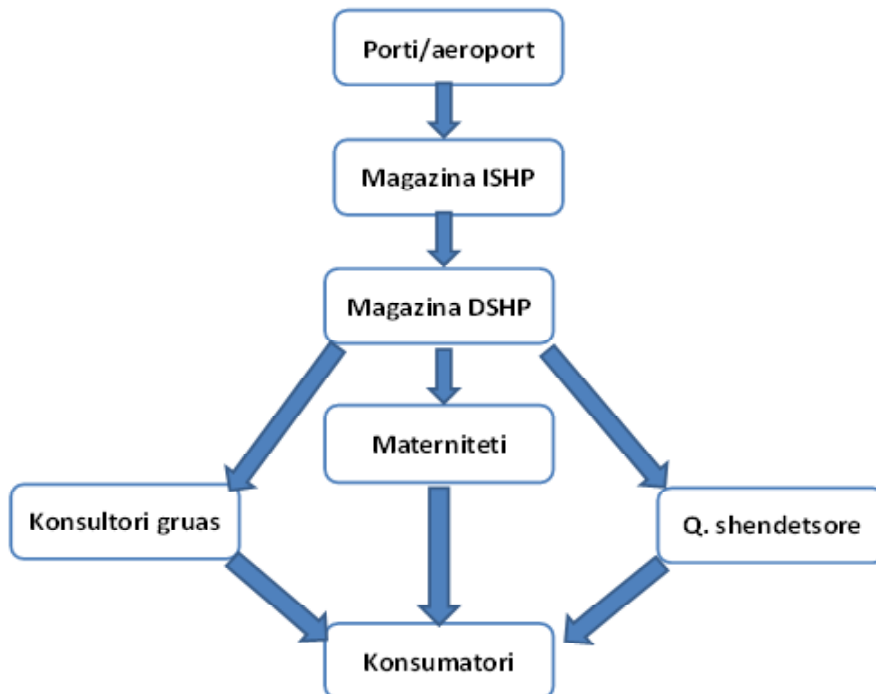 Porti/aeroport
Magazina ISHP
Magazina DSHP
Materniteti
Konsultori gruas
Q. shendetsore
Konsumatori